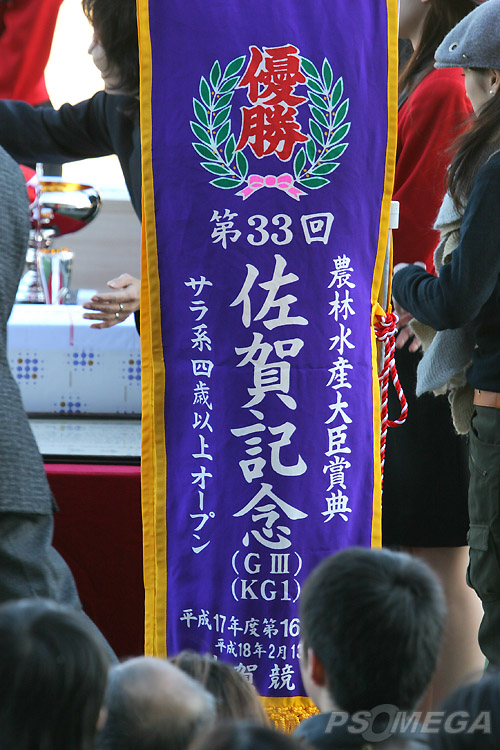 優勝
第33回
農林水産大臣賞典
佐賀記念
サラ系四歳以上オープン
(GⅢ)
(KG1)
平成17年度第16
平成18年2月13
賀競
PSOMEGA